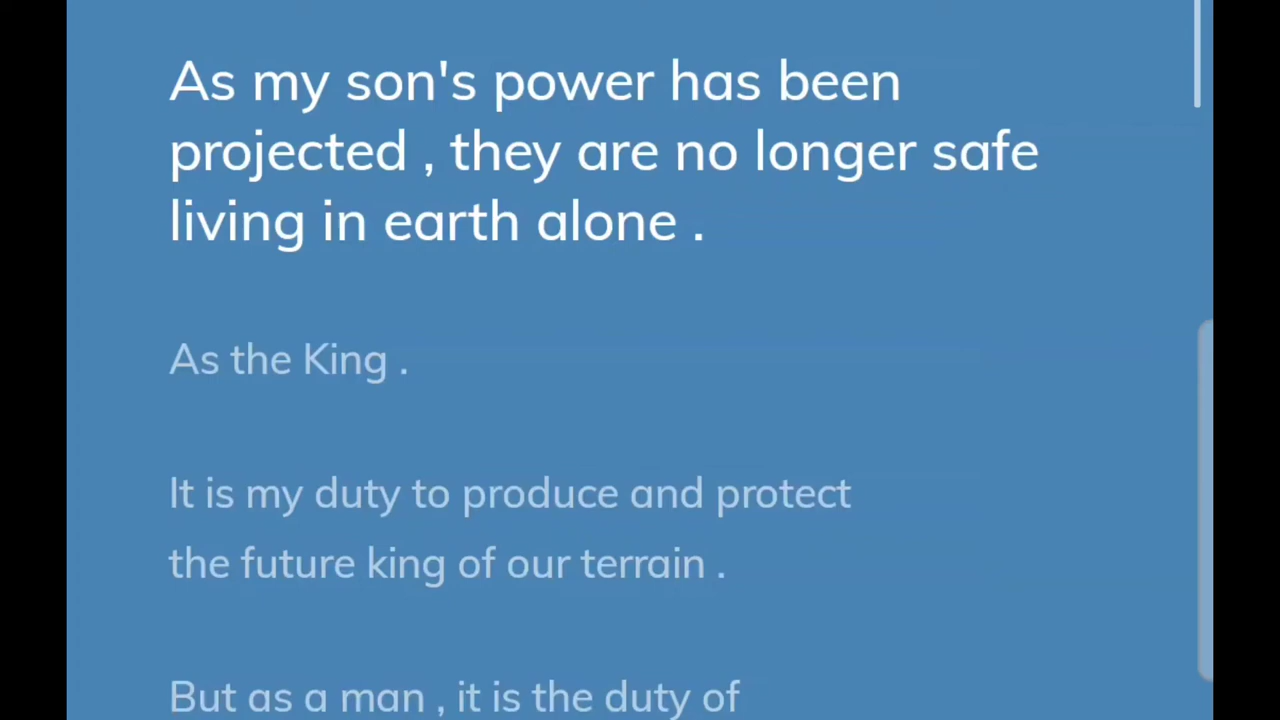 As my son's power has been
projected , they are no longer safe
living in earth alone .
As the King .
It is my duty to produce and protect
the future king of our terrain .
But as a man , it is the duty of